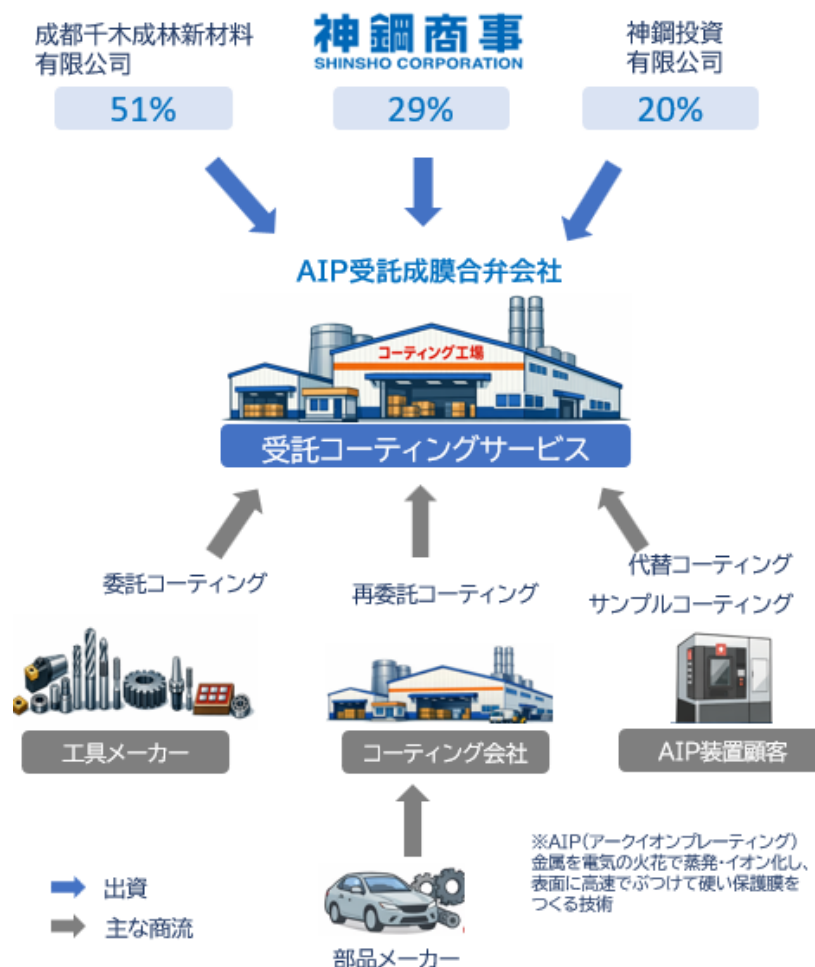 成都千木成林新材料
有限公司
51%
神鋼商事
SHINSHO CORPORATION
29%
神鋼投資
有限公司
20%
AIP受託成膜合弁会社
コーティング工場
受託コーティングサービス
委託コーティング
再委託コーティング
代替コーティング
サンプルコーティング
工具メーカー
コーティング会社
AIP装置顧客
部品メーカー
出資
主な商流
※AIP(アークイオンプレーティング)
金属を電気の火花で蒸発・イオン化し、
表面に高速でぶつけて硬い保護膜を
つくる技術